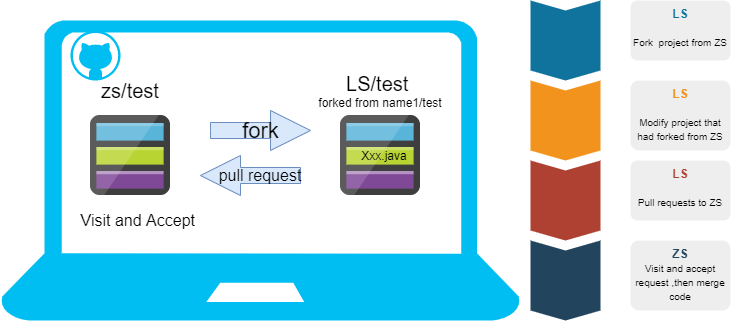 zs/test
LS/test
forked from name1/test
fork
Xxx.java
pull request
Visit and Accept
LS
Fork project from ZS
LS
Modify project that
had forked from ZS
LS
Pull requests to ZS
ZS
Visit and accept
request ,then merge
code